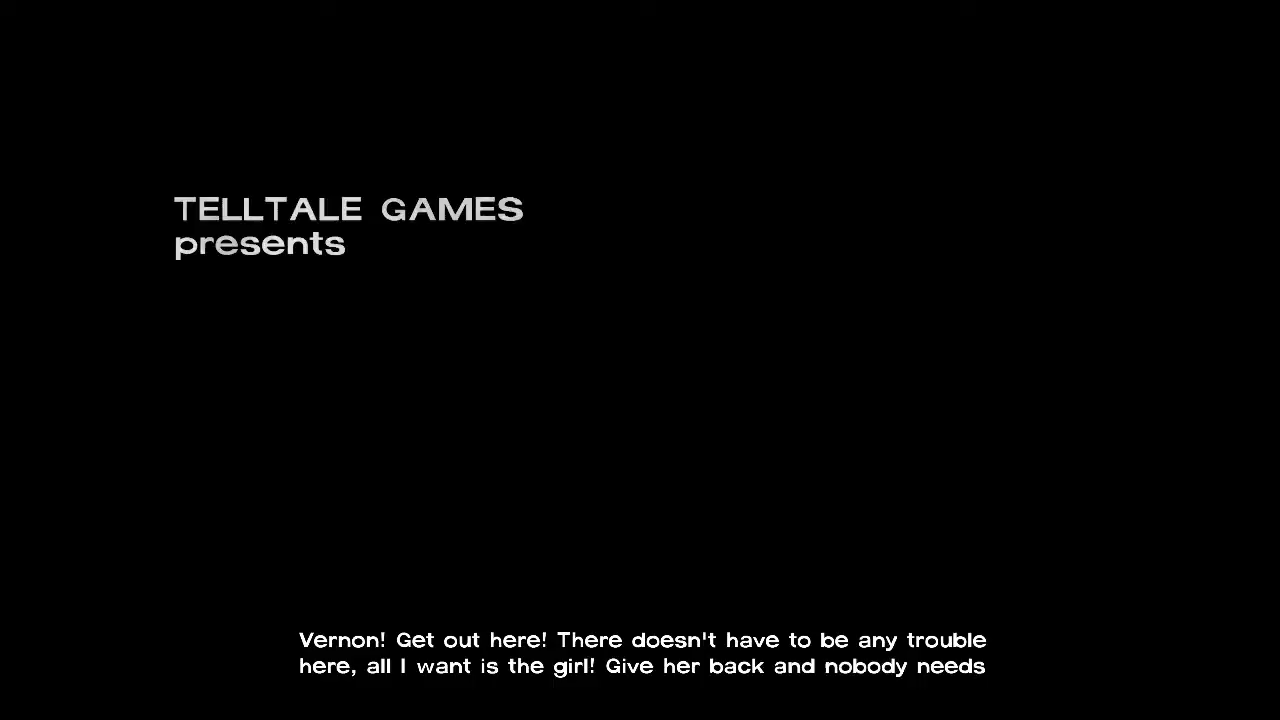 TELLTALE GAMES
presents
Vernon! Get out here! There doesn't have to be any trouble
here, all I want is the girl! Give her back and nobody needs